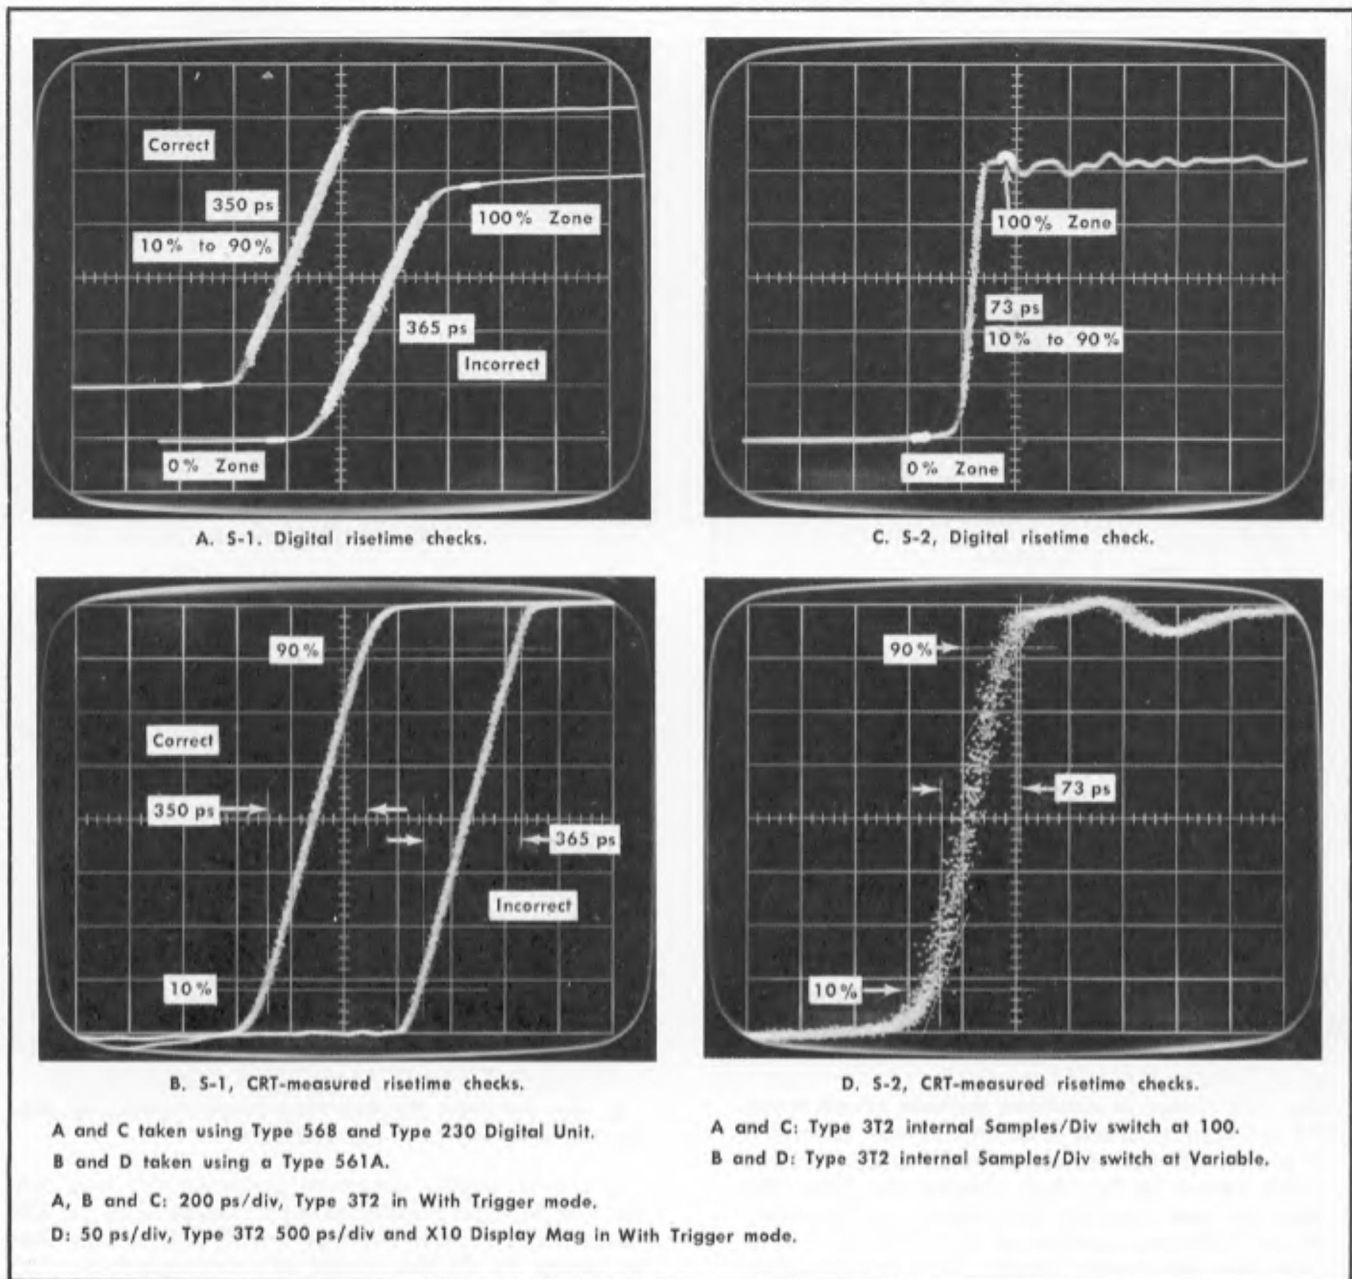 Correct
350 ps
10% to 90%
100% Zone
365 ps
Incorrect
0% Zone
A. S-1. Digital risetime checks.
100% Zone
73 ps
10% to 90%
0% Zone
C. S-2, Digital risetime check.
90%
Correct
350 ps
365 ps
Incorrect
10%
B. S-1, CRT-measured risetime checks.
90%
73 ps
10%
D. S-2, CRT-measured risetime checks.
A and C taken using Type 568 and Type 230 Digital Unit.
B and D taken using a Type 561A.
A, B and C: 200 ps/div, Type 3T2 in With Trigger mode.
D: 50 ps/div, Type 3T2 500 ps/div and X10 Display Mag in With Trigger mode.
A and C: Type 3T2 internal Samples/Div switch at 100.
B and D: Type 3T2 internal Samples/Div switch at Variable.